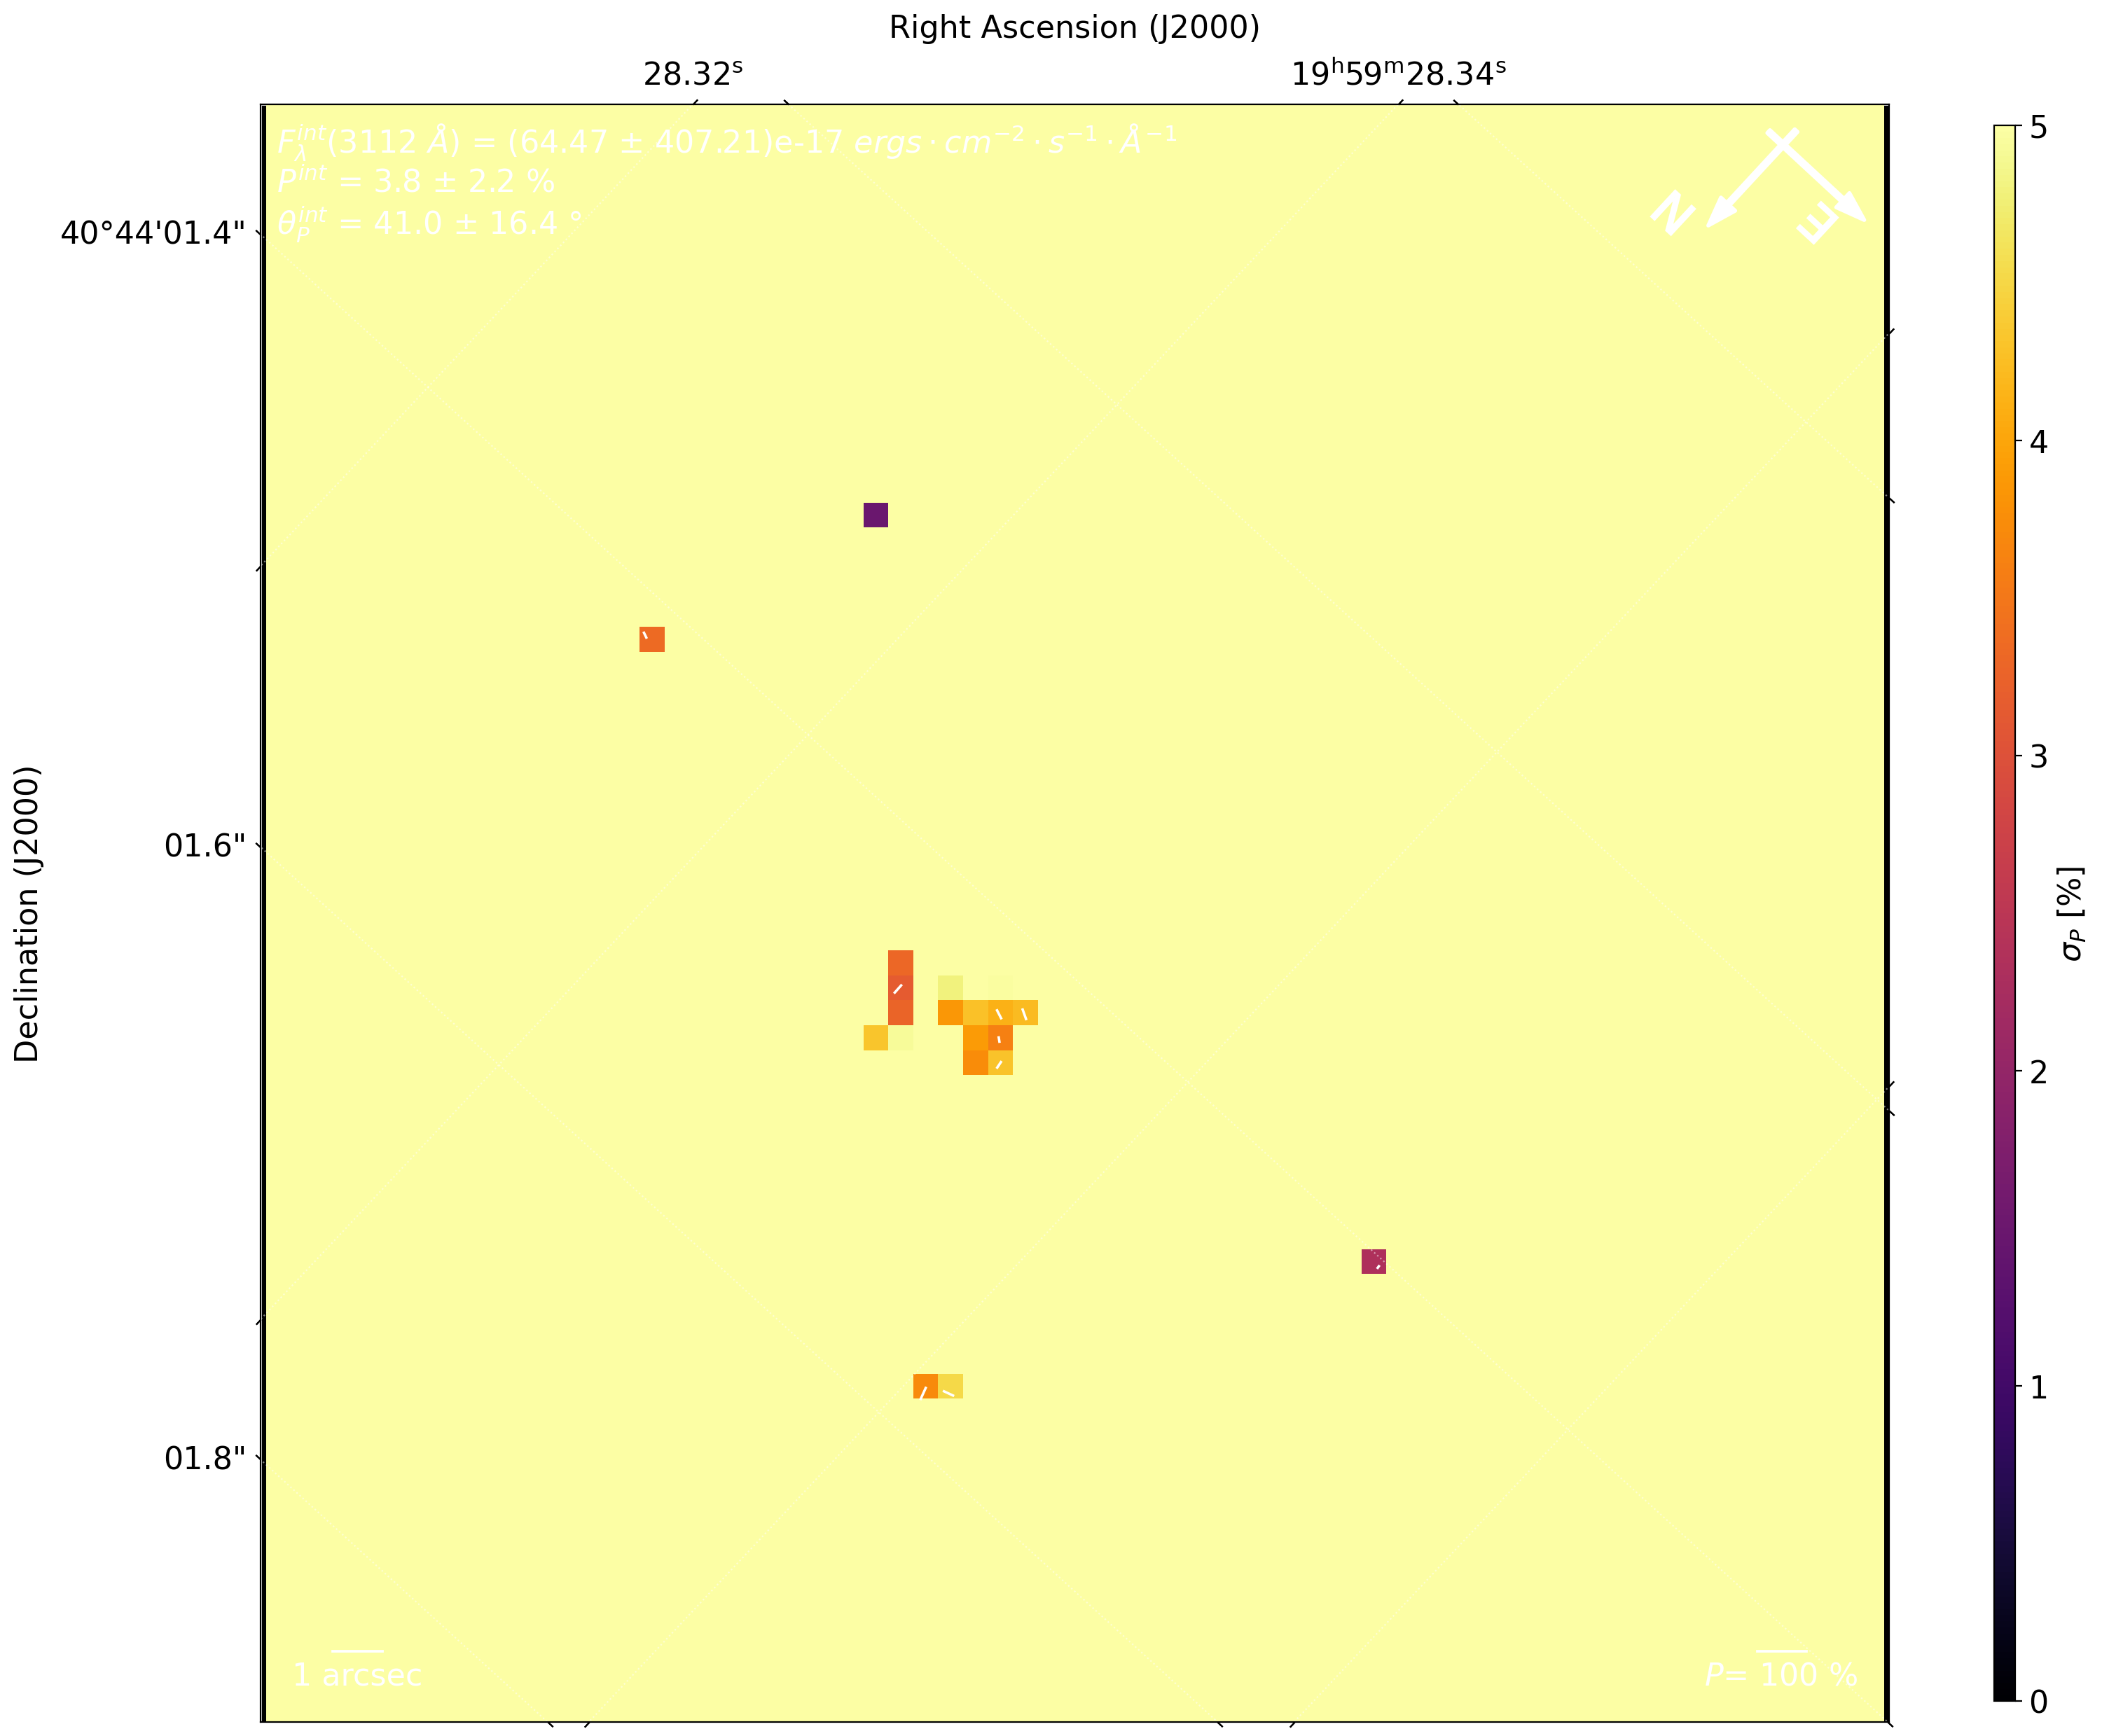 Right Ascension (J2000)
28.32ˢ
19ʰ59ᵐ28.34ˢ
F_λ^int(3112 Å) = (64.47 ± 407.21)e-17 ergs · cm⁻² · s⁻¹ · Å⁻¹
P^int = 3.8 ± 2.2 %
θ_P^int = 41.0 ± 16.4 °
N
E
40°44'01.4"
01.6"
01.8"
Declination (J2000)
1 arcsec
P= 100 %
5
4
3
2
1
0
σ_P [%]